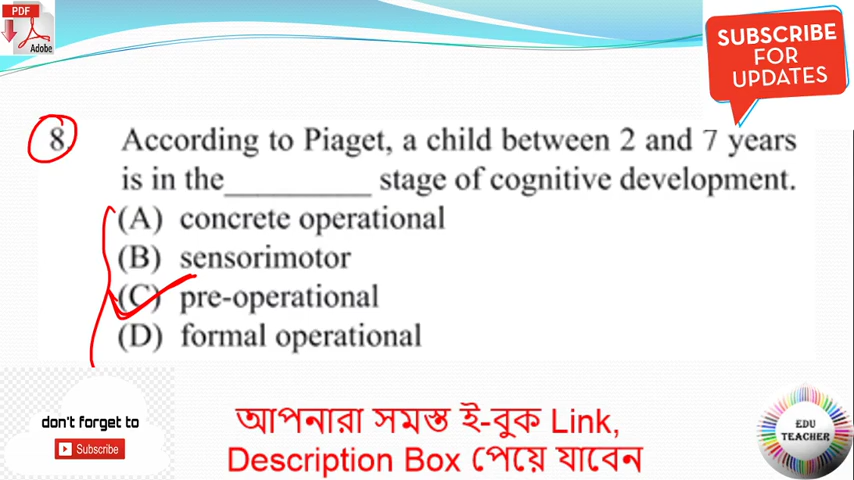 PDF
Adobe
SUBSCRIBE
FOR
UPDATES
8. According to Piaget, a child between 2 and 7 years
is in the__________ stage of cognitive development.
(A) concrete operational
(B) sensorimotor
(C) pre-operational
(D) formal operational
don't forget to
Subscribe
আপনারা সমস্ত ই-বুক Link,
Description Box পেয়ে যাবেন
EDU
TEACHER